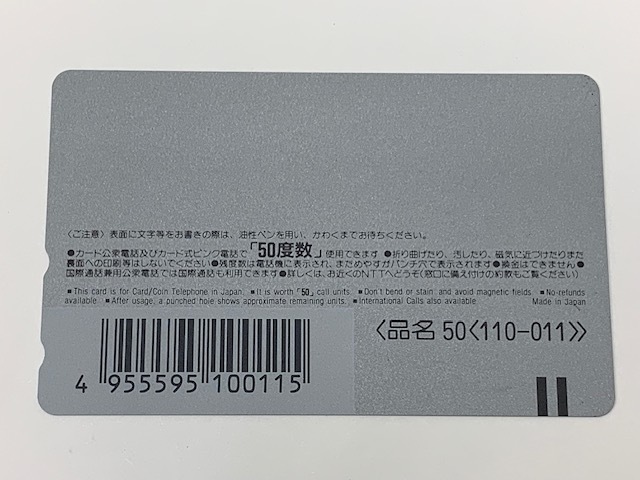 〈ご注意〉表面に文字等をお書きの際は、油性ペンを用い、かわくまでお待ちください。
●カード公衆電話及びカード式ピンク電話で「50度数」使用できます ●折り曲げたり、汚したり、磁気に近づけたりまた
裏面への印刷等はしないでください●残度数は電話機に表示され、またためやすがパンチ穴で表示されます●換金はできません●
国際通話兼用公衆電話では国際通話も利用できます●詳しくは、お近くのNTTへどうぞ(窓口に備え付けの約款もご覧ください)
■This card is for Card/Coin Telephone in Japan. ■It is worth「50」call units. ■Don't bend or stain, and avoid magnetic fields ■No-refunds
available. ■After usage, a punched hole shows approximate remaining units. ■International Calls also available. Made in Japan
〈品名 50〈110-011〉〉
4 955595 100115